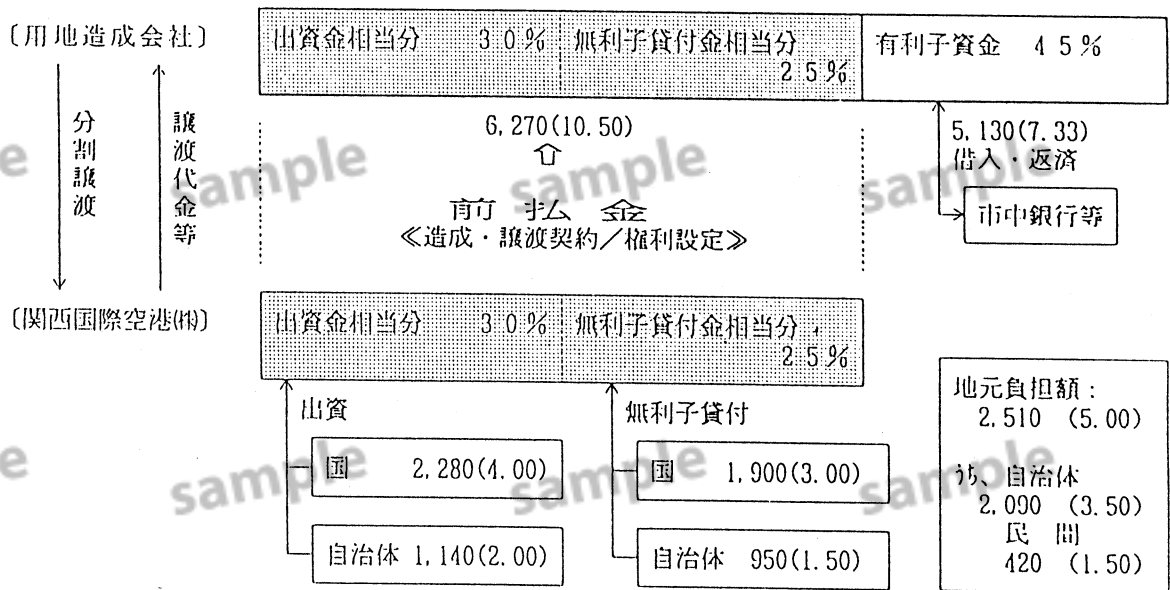 〔用地造成会社〕
出資金相当分 30%
無利子貸付金相当分
25%
有利子資金 45%
分割譲渡
譲渡代金等
6,270(10.50)
5,130(7.33)
借入・返済
市中銀行等
前払金
≪造成・譲渡契約/権利設定≫
〔関西国際空港㈱〕
出資金相当分 30%
無利子貸付金相当分
25%
出資
国 2,280(4.00)
自治体 1,140(2.00)
無利子貸付
国 1,900(3.00)
自治体 950(1.50)
地元負担額:
2,510 (5.00)
うち、自治体
2,090 (3.50)
民間
420 (1.50)
sample
sample
sample
sample
sample
sample
e
e